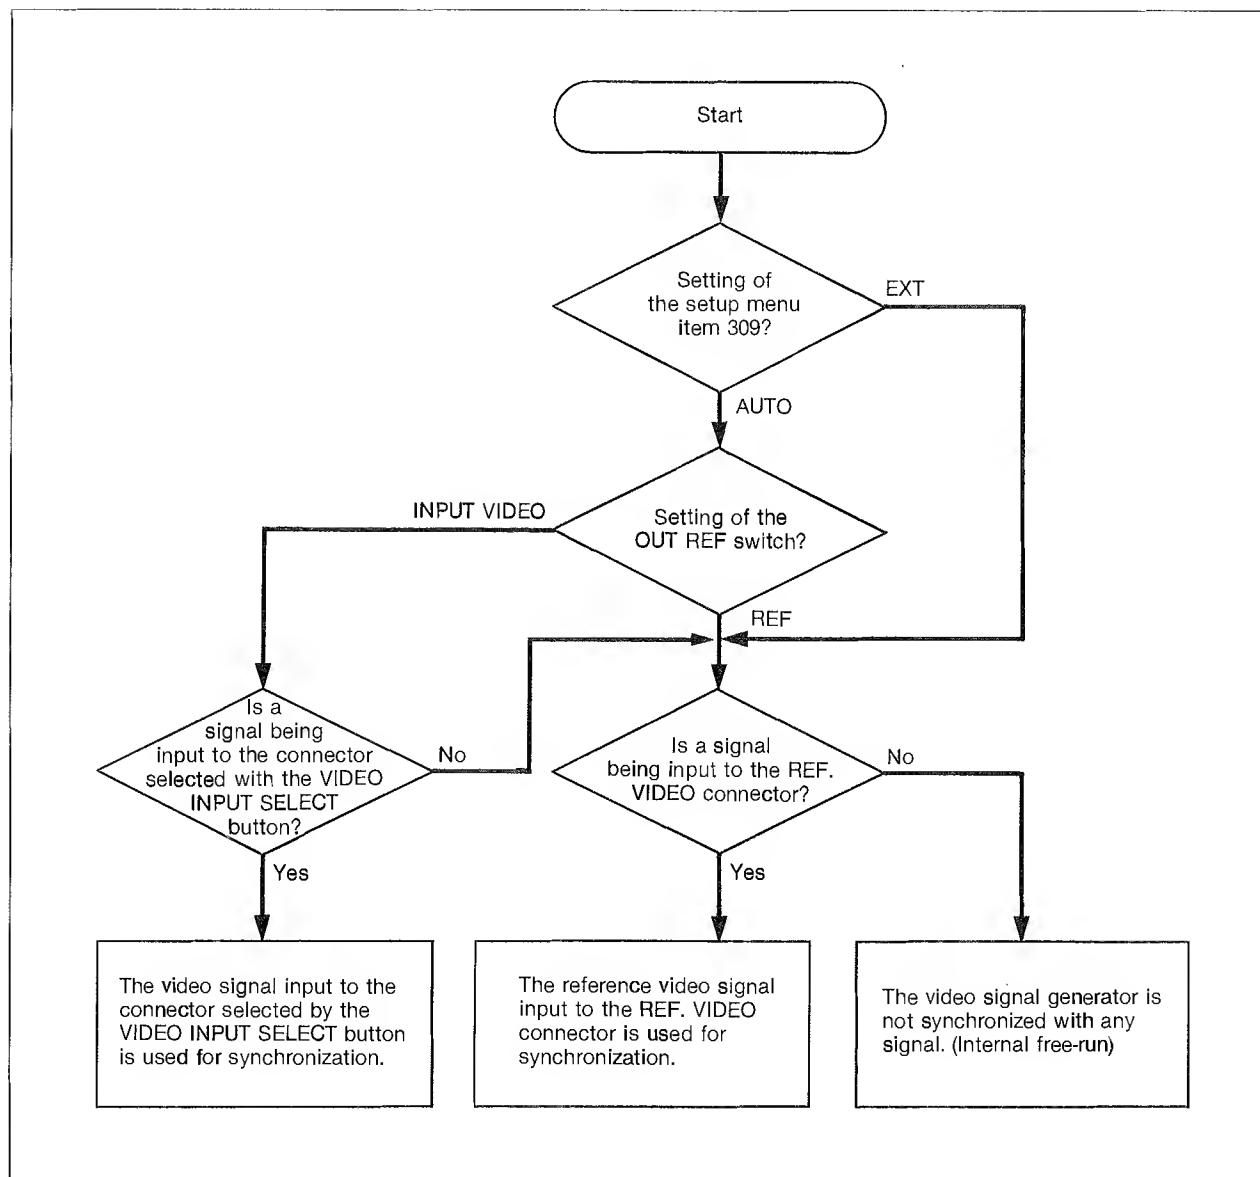 Start
Setting of
the setup menu
item 309?
EXT
AUTO
INPUT VIDEO
Setting of the
OUT REF switch?
REF
Is a
signal being
input to the connector
selected with the VIDEO
INPUT SELECT
button?
No
Is a signal
being input to the REF.
VIDEO connector?
No
Yes
Yes
The video signal input to the
connector selected by the
VIDEO INPUT SELECT button
is used for synchronization.
The reference video signal
input to the REF. VIDEO
connector is used for
synchronization.
The video signal generator is
not synchronized with any
signal. (Internal free-run)